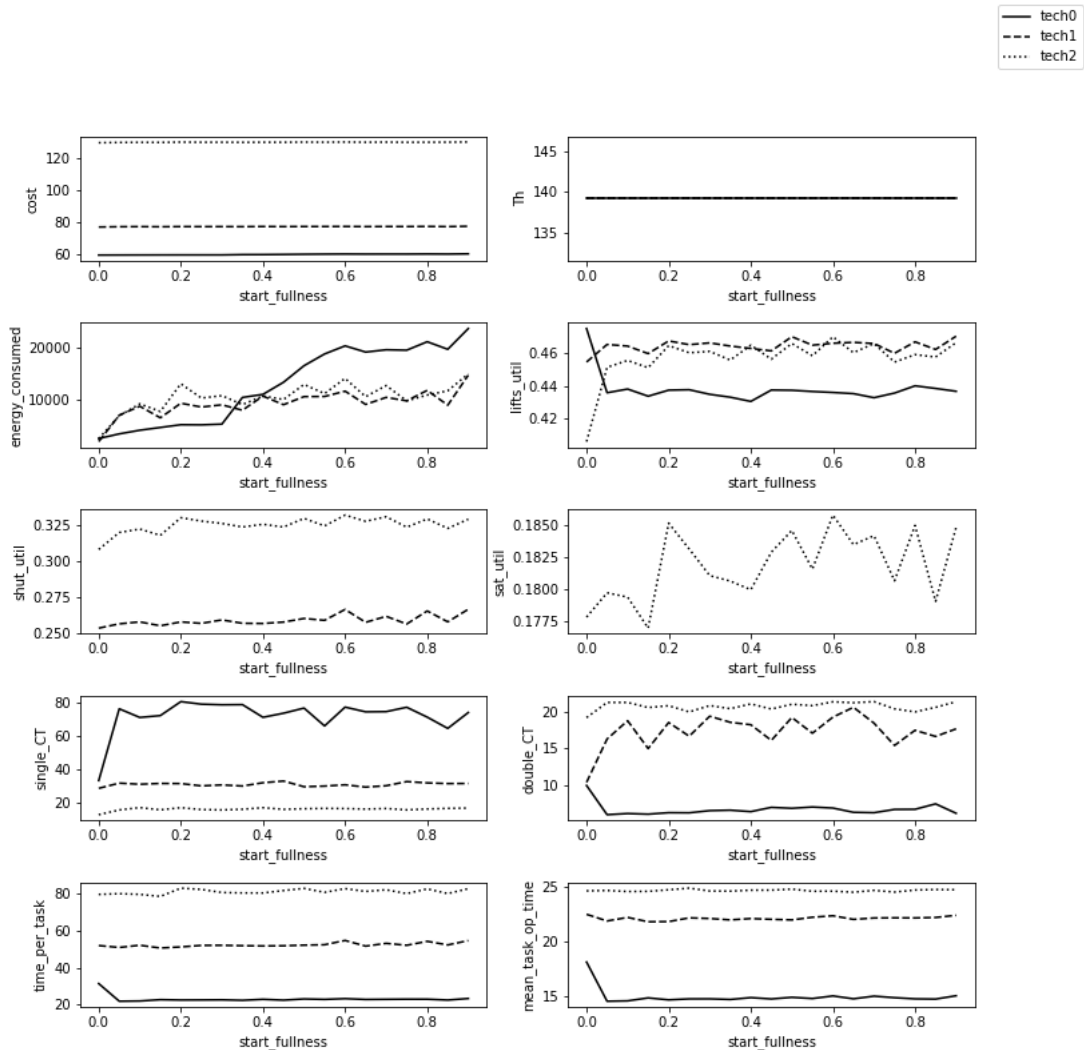 tech0
tech1
tech2
120
100
80
60
cost
0.0 0.2 0.4 0.6 0.8
start_fullness
145
140
135
Th
0.0 0.2 0.4 0.6 0.8
start_fullness
20000
10000
energy_consumed
0.0 0.2 0.4 0.6 0.8
start_fullness
0.46
0.44
0.42
lifts_util
0.0 0.2 0.4 0.6 0.8
start_fullness
0.325
0.300
0.275
0.250
shut_util
0.0 0.2 0.4 0.6 0.8
start_fullness
0.1850
0.1825
0.1800
0.1775
sat_util
0.0 0.2 0.4 0.6 0.8
start_fullness
80
60
40
20
single_CT
0.0 0.2 0.4 0.6 0.8
start_fullness
20
15
10
double_CT
0.0 0.2 0.4 0.6 0.8
start_fullness
80
60
40
20
time_per_task
0.0 0.2 0.4 0.6 0.8
start_fullness
25
20
15
mean_task_op_time
0.0 0.2 0.4 0.6 0.8
start_fullness